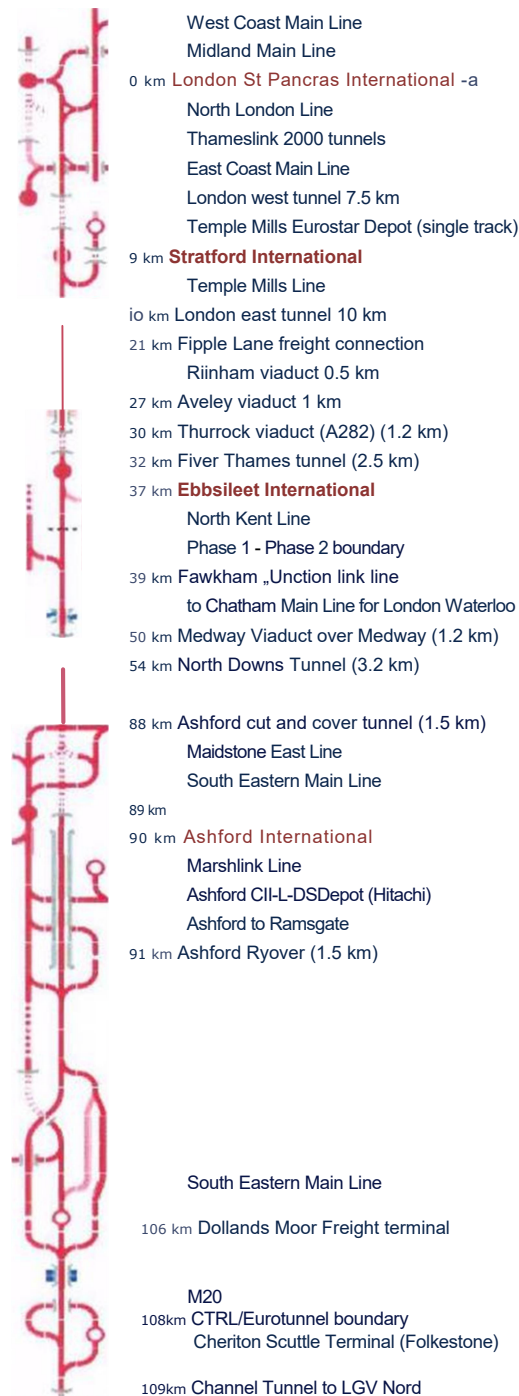 West Coast Main Line
Midland Main Line
0 km London St Pancras International -a
North London Line
Thameslink 2000 tunnels
East Coast Main Line
London west tunnel 7.5 km
Temple Mills Eurostar Depot (single track)
9 km Stratford International
Temple Mills Line
io km London east tunnel 10 km
21 km Fipple Lane freight connection
Riinham viaduct 0.5 km
27 km Aveley viaduct 1 km
30 km Thurrock viaduct (A282) (1.2 km)
32 km Fiver Thames tunnel (2.5 km)
37 km Ebbsileet International
North Kent Line
Phase 1 - Phase 2 boundary
39 km Fawkham „Unction link line
to Chatham Main Line for London Waterloo
50 km Medway Viaduct over Medway (1.2 km)
54 km North Downs Tunnel (3.2 km)
88 km Ashford cut and cover tunnel (1.5 km)
Maidstone East Line
South Eastern Main Line
89 km
90 km Ashford International
Marshlink Line
Ashford CII-L-DSDepot (Hitachi)
Ashford to Ramsgate
91 km Ashford Ryover (1.5 km)
South Eastern Main Line
106 km Dollands Moor Freight terminal
M20
108km CTRL/Eurotunnel boundary
Cheriton Scuttle Terminal (Folkestone)
109km Channel Tunnel to LGV Nord